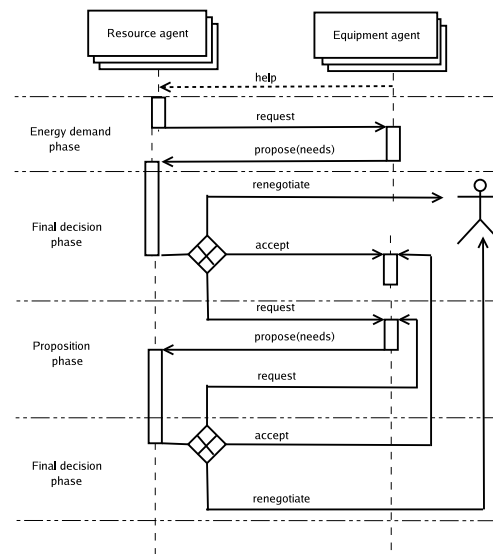 Resource agent
Equipment agent
help
request
Energy demand
phase
propose(needs)
renegotiate
Final decision
phase
accept
request
propose(needs)
Proposition
phase
request
accept
Final decision
phase
renegotiate